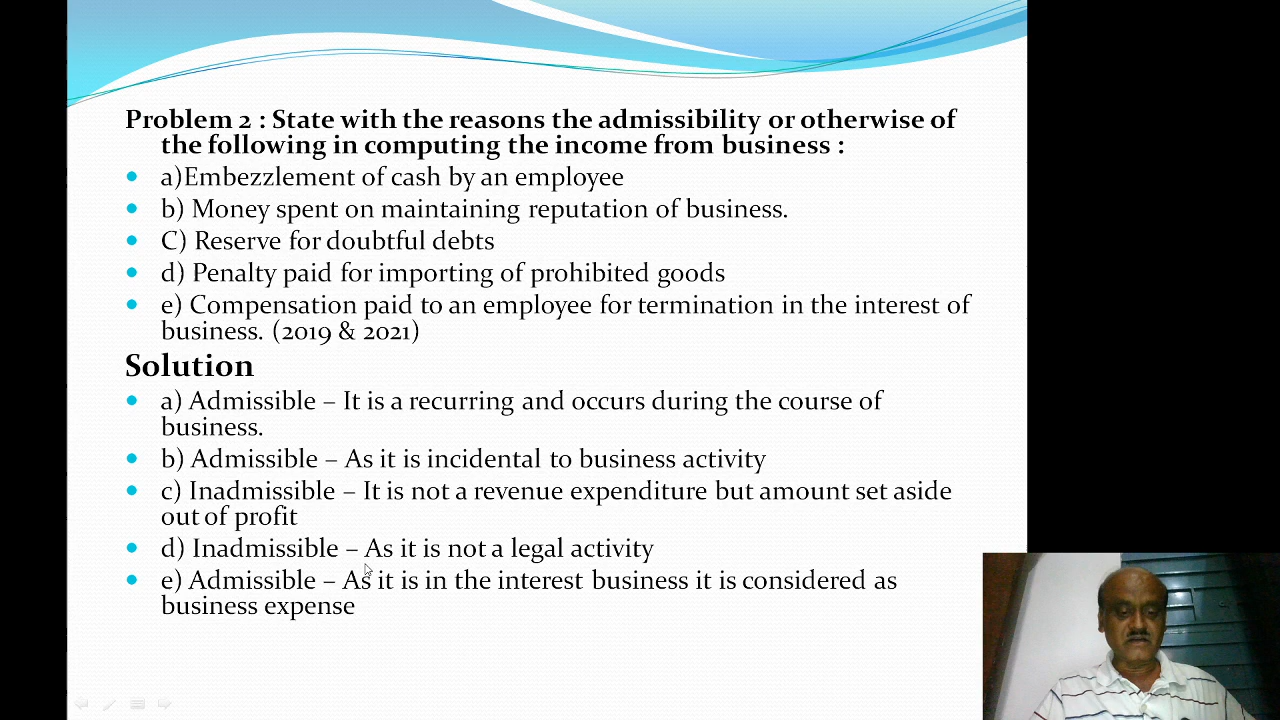 Problem 2 : State with the reasons the admissibility or otherwise of
the following in computing the income from business :
a)Embezzlement of cash by an employee
b) Money spent on maintaining reputation of business.
C) Reserve for doubtful debts
d) Penalty paid for importing of prohibited goods
e) Compensation paid to an employee for termination in the interest of
business. (2019 & 2021)
Solution
a) Admissible – It is a recurring and occurs during the course of
business.
b) Admissible – As it is incidental to business activity
c) Inadmissible – It is not a revenue expenditure but amount set aside
out of profit
d) Inadmissible – As it is not a legal activity
e) Admissible – As it is in the interest business it is considered as
business expense